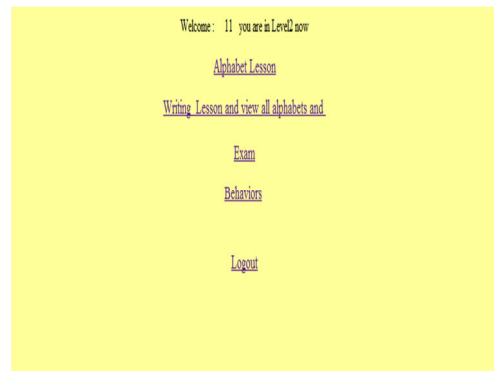 Welcome : 11 you are in Level2 now
Alphabet Lesson
Writing Lesson and view all alphabets and
Exam
Behaviors
Logout